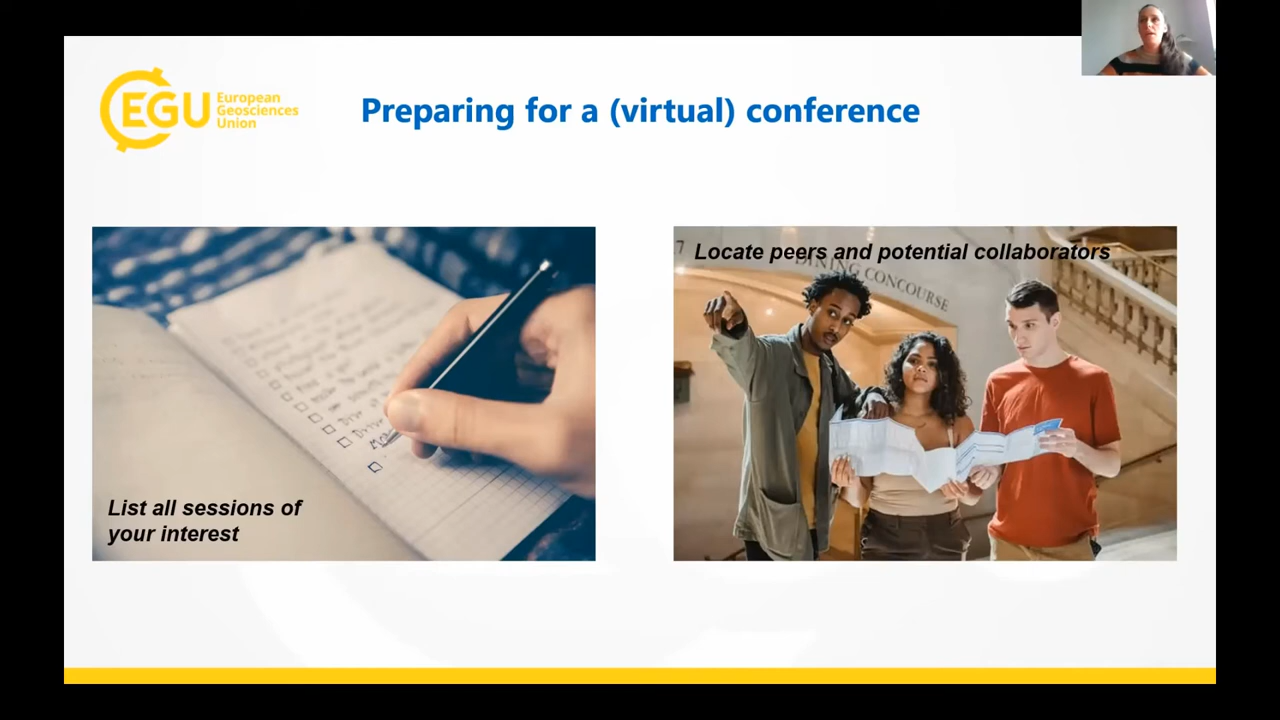 EGU
European
Geosciences
Union
Preparing for a (virtual) conference
List all sessions of
your interest
Locate peers and potential collaborators
7
DINING CONCOURSE